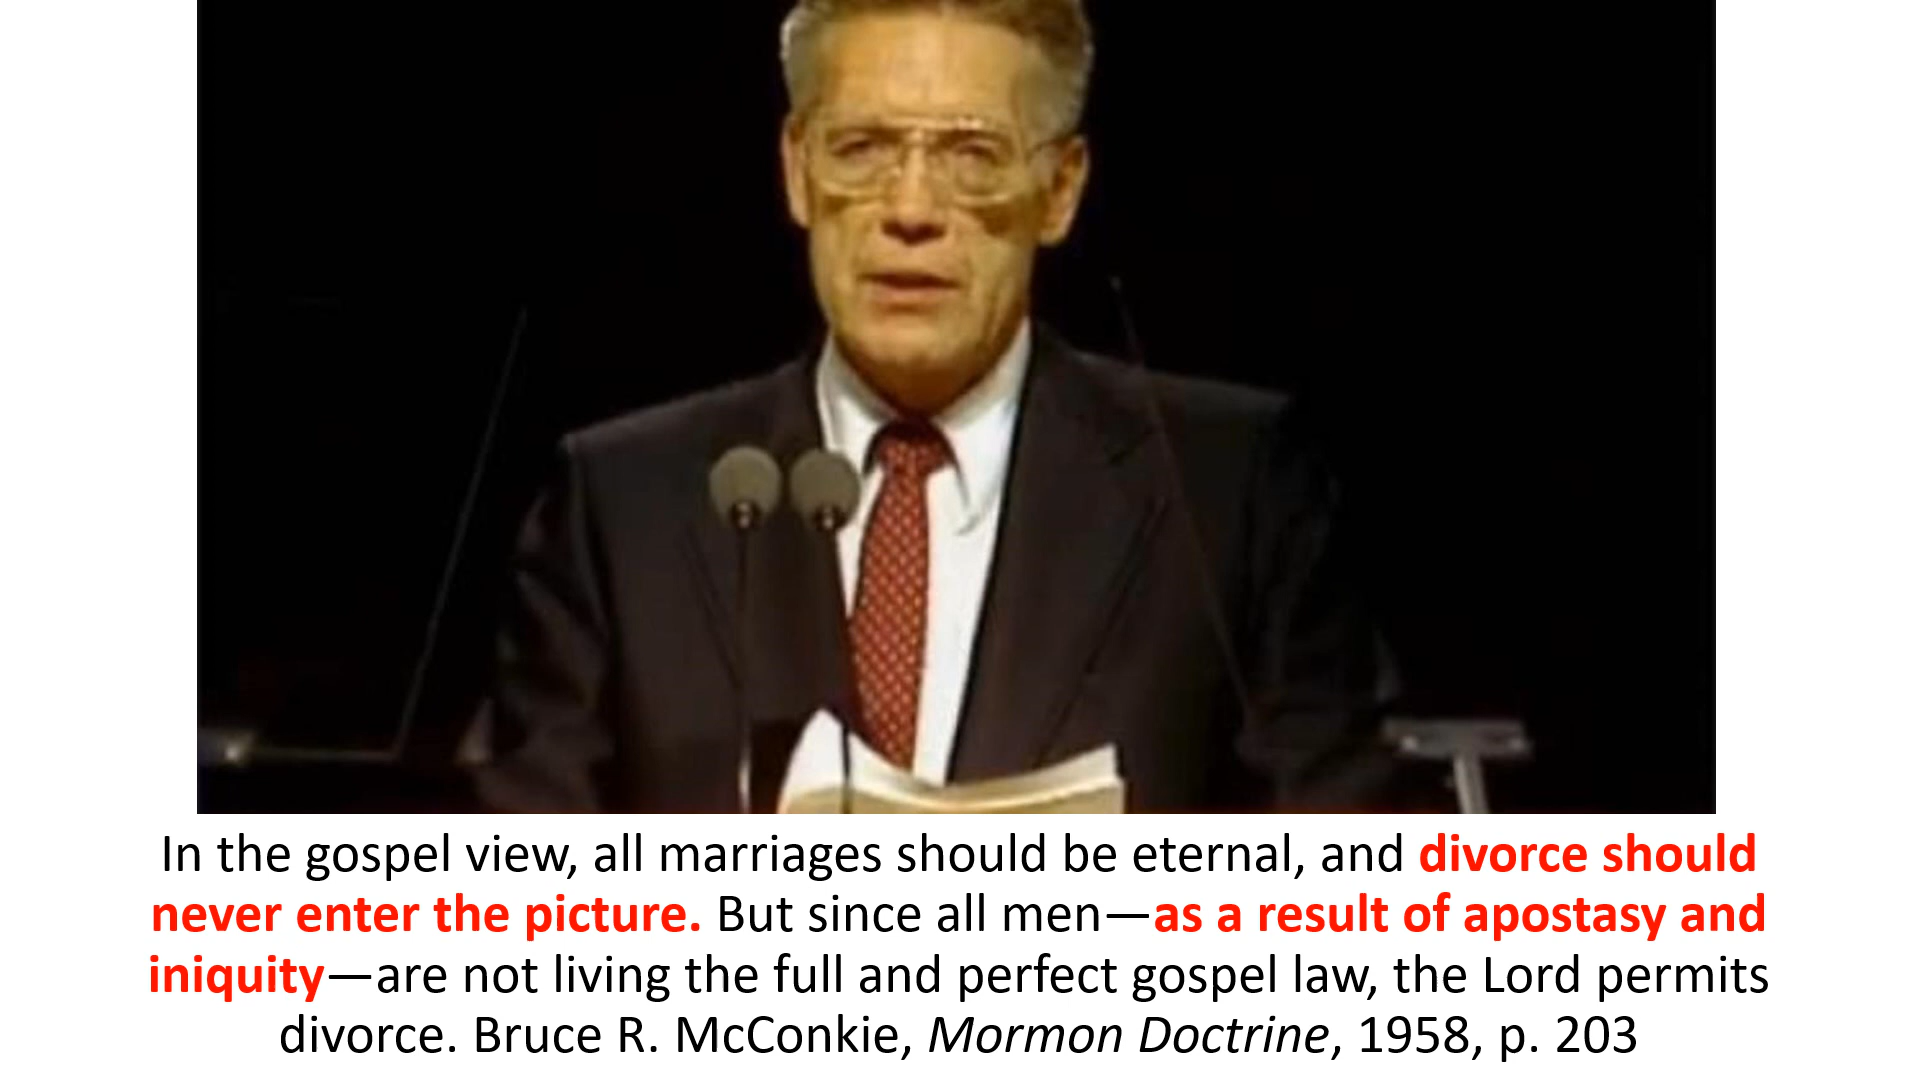 In the gospel view, all marriages should be eternal, and divorce should
never enter the picture. But since all men—as a result of apostasy and
iniquity—are not living the full and perfect gospel law, the Lord permits
divorce. Bruce R. McConkie, Mormon Doctrine, 1958, p. 203